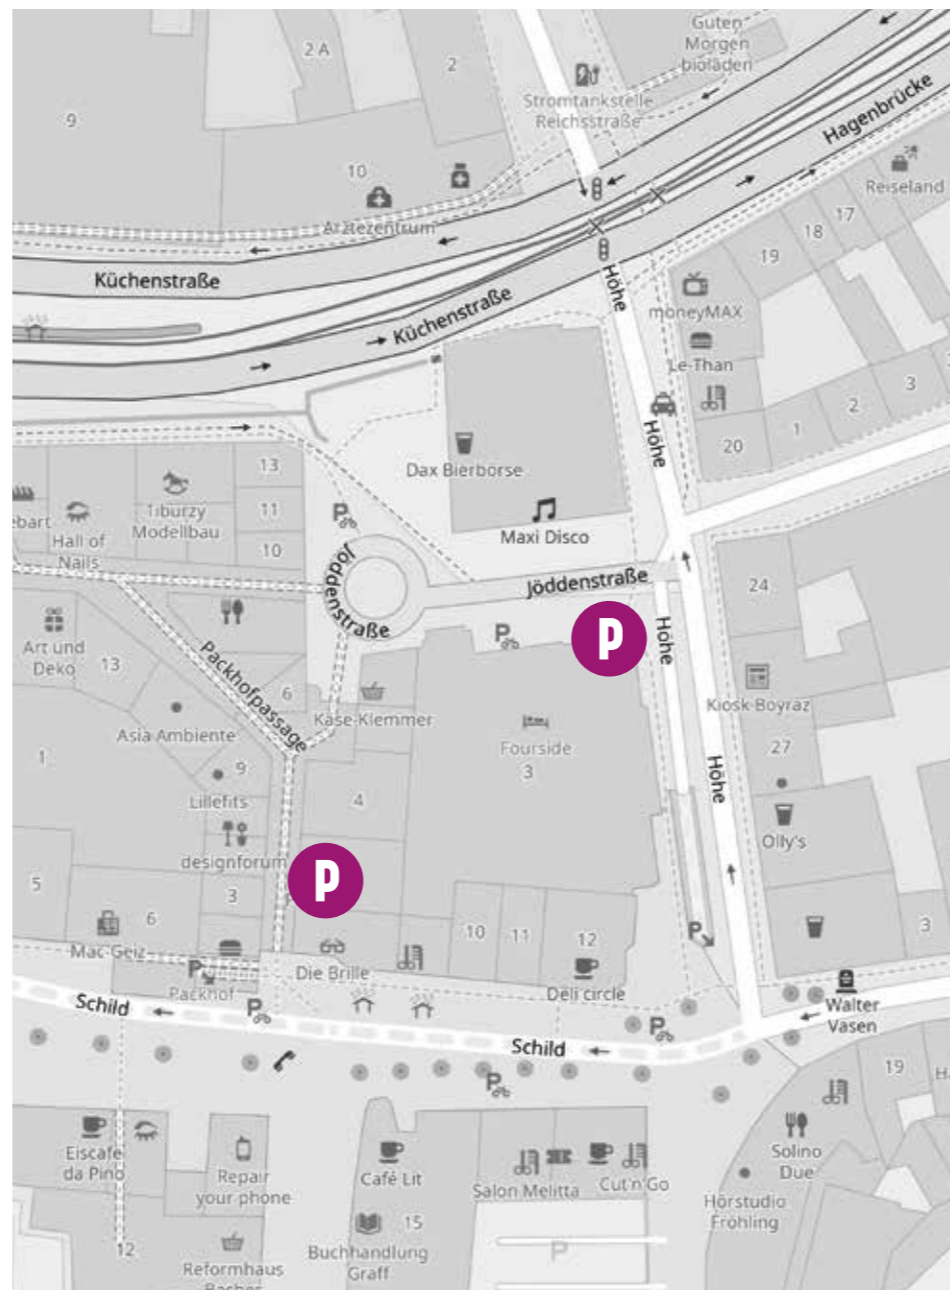 Guten
Morgen
bioläden
2 A
2
9
Stromtankstelle
Reichsstraße
Hagenbrücke
10
Reiseland
Ärztezentrum
17
18
19
Küchenstraße
Höhe
moneyMAX
Küchenstraße
Le-Than
3
2
1
20
Höhe
Dax Bierbörse
13
11
10
Tiburzy
Modellbau
ebart
Hall of
Nails
P
Maxi Disco
Jöddenstraße
Jöddenstraße
24
P
P
Höhe
Art und
Deko
13
Packhofpassage
6
Käse-Klemmer
Kiosk-Boyraz
Asia Ambiente
Fourside
3
27
1
9
Höhe
Lillefits
4
Olly's
designforum
P
5
3
6
10
11
12
3
P
Mac-Geiz
P
Packhof
Die Brille
Deli circle
Walter
Vasen
Schild
P
P
Schild
P
19
Eiscafe
da Pino
Repair
your phone
Café Lit
Salon Melitta
Cut'n'Go
Solino
Due
Hörstudio
Fröhling
15
Buchhandlung
Graff
P
12
Reformhaus